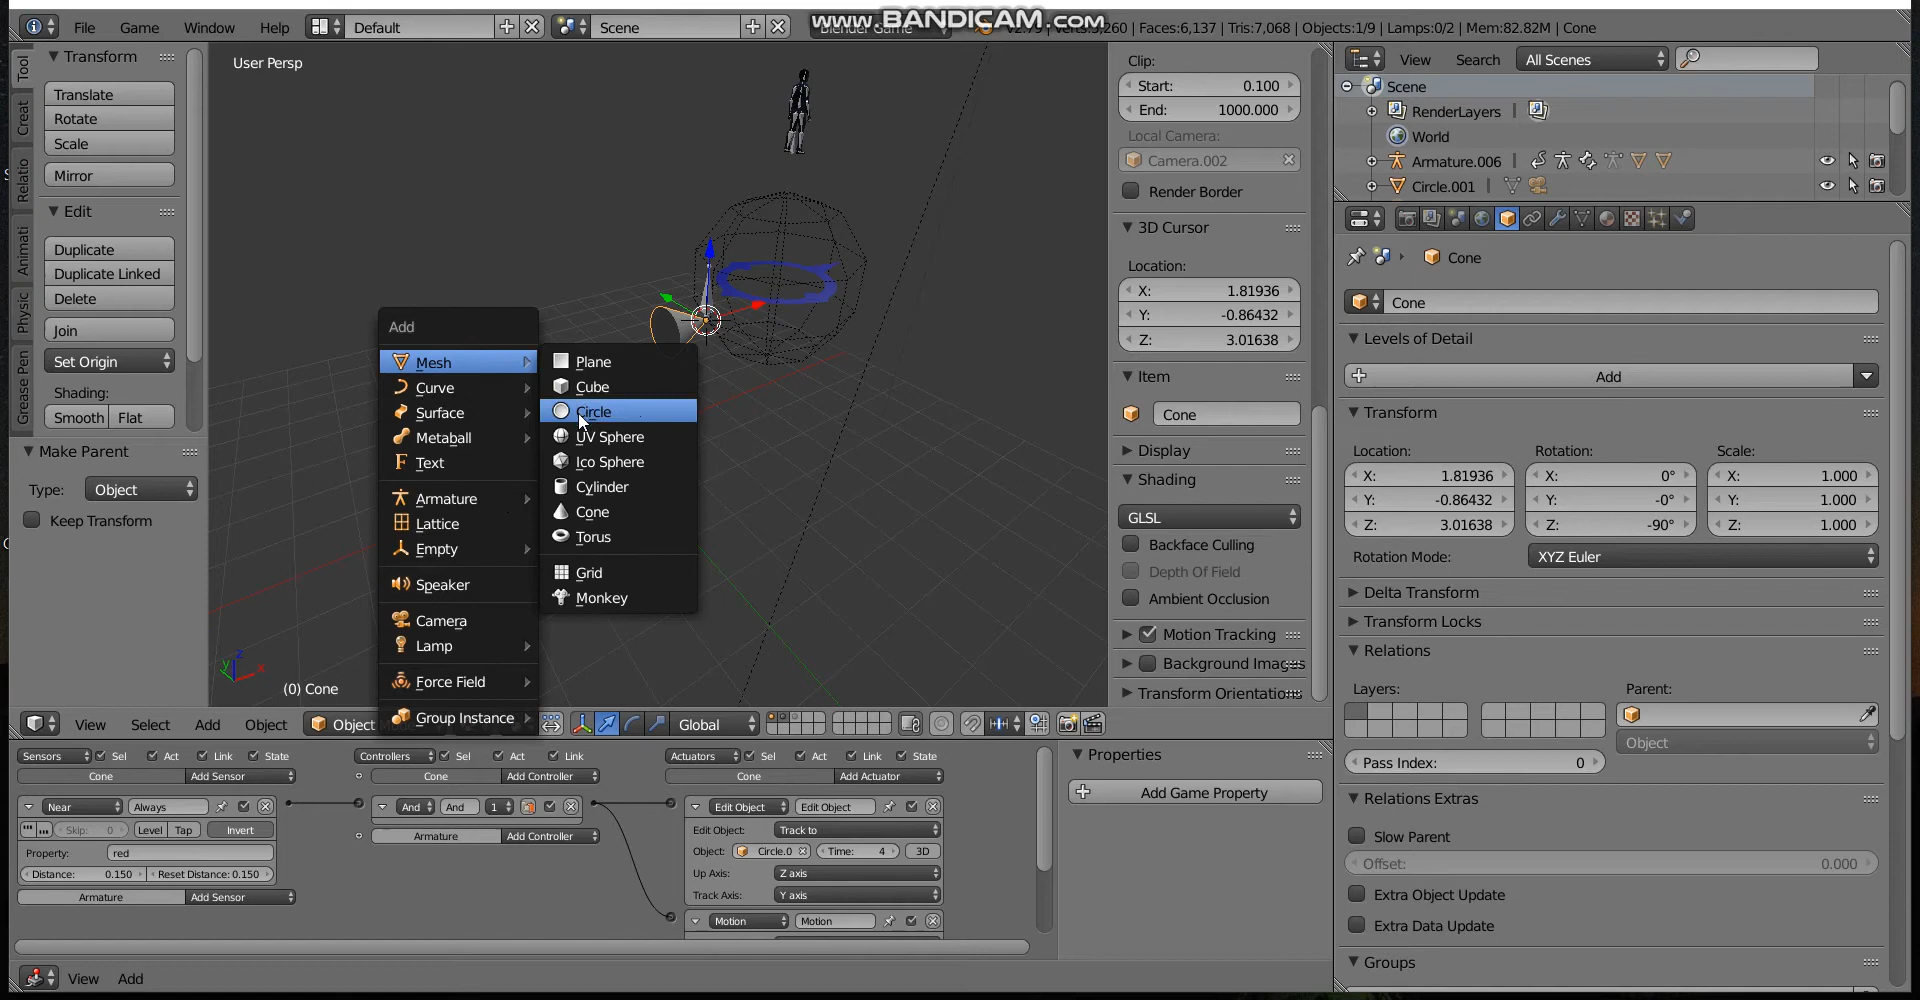 WWW.BANDICAM.COM
File Game Window Help Default Scene Faces:6,137 | Tris:7,068 | Objects:1/9 | Lamps:0/2 | Mem:82.82M | Cone
Tool
Creat
Relatio
Animati
Physic
Grease Pen
Transform
Translate
Rotate
Scale
Mirror
Edit
Duplicate
Duplicate Linked
Delete
Join
Set Origin
Shading:
Smooth Flat
Make Parent
Type: Object
Keep Transform
User Persp
(0) Cone
Add
Mesh
Curve
Surface
Metaball
Text
Armature
Lattice
Empty
Speaker
Camera
Lamp
Force Field
Group Instance
Plane
Cube
Circle
UV Sphere
Ico Sphere
Cylinder
Cone
Torus
Grid
Monkey
Clip:
Start: 0.100
End: 1000.000
Local Camera:
Camera.002
Render Border
3D Cursor
Location:
X: 1.81936
Y: -0.86432
Z: 3.01638
Item
Cone
Display
Shading
GLSL
Backface Culling
Depth Of Field
Ambient Occlusion
Motion Tracking
Background Images
Transform Orientations
View Search All Scenes
Scene
RenderLayers |
World
Armature.006 |
Circle.001 |
Cone
Cone
Levels of Detail
Add
Transform
Location: Rotation: Scale:
X: 1.81936 X: 0° X: 1.000
Y: -0.86432 Y: -0° Y: 1.000
Z: 3.01638 Z: -90° Z: 1.000
Rotation Mode: XYZ Euler
Delta Transform
Transform Locks
Relations
Layers: Parent:
Object
Pass Index: 0
Relations Extras
Slow Parent
Offset: 0.000
Extra Object Update
Extra Data Update
Groups
View Select Add Object Object Global
Sensors Sel Act Link State Controllers Sel Act Link Actuators Sel Act Link State
Cone Add Sensor Cone Add Controller Cone Add Actuator
Near Always And And 1 Edit Object Edit Object
Skip: 0 Level Tap Invert Armature Add Controller Edit Object: Track to
Property: red Object: Circle.0 Time: 4 3D
Distance: 0.150 Reset Distance: 0.150 Up Axis: Z axis
Armature Add Sensor Track Axis: Y axis
Motion Motion
Properties
Add Game Property
View Add